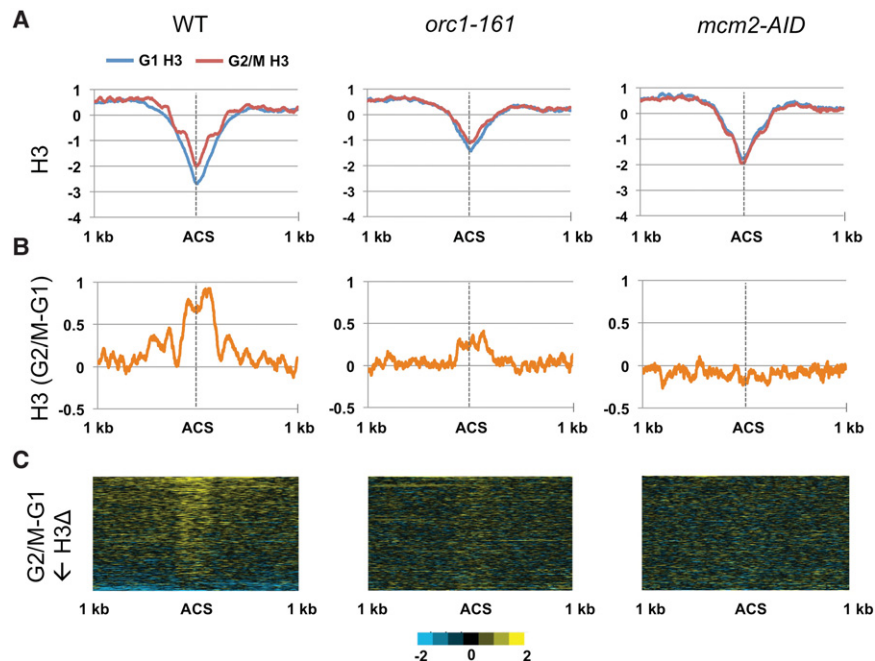 A
WT
orc1-161
mcm2-AID
G1 H3
G2/M H3
H3
1
0
-1
-2
-3
-4
1 kb
ACS
1 kb
1
0
-1
-2
-3
-4
1 kb
ACS
1 kb
1
0
-1
-2
-3
-4
1 kb
ACS
1 kb
B
H3 (G2/M-G1)
1
0.5
0
-0.5
1 kb
ACS
1 kb
1
0.5
0
-0.5
1 kb
ACS
1 kb
1
0.5
0
-0.5
1 kb
ACS
1 kb
C
G2/M-G1
← H3Δ
1 kb
ACS
1 kb
1 kb
ACS
1 kb
1 kb
ACS
1 kb
-2
0
2